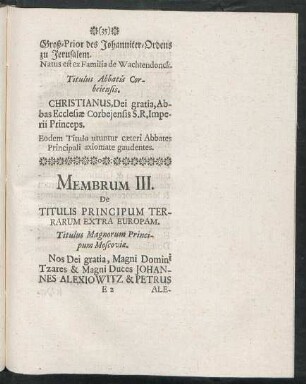 (35)
Groß-Prior des Johanniter-Ordens
zu Jerusalem.
Natus est ex Familia de Wachtendonck.
Titulus Abbatis Cor-
beiensis.
CHRISTIANUS, Dei gratia, Ab-
bas Ecclesiæ Corbejensis S.R, Impe-
rii Princeps.
Eodem Titulo utuntur cæteri Abbates
Principali axiomate gaudentes.
MEMBRUM III.
De
TITULIS PRINCIPUM TER-
RARUM EXTRA EUROPAM.
Titulus Magnorum Princi-
pum Moscoviæ.
Nos Dei gratia, Magni Domini
Tzares & Magni Duces JOHAN-
NES ALEXIOWITZ & PETRUS
E 2 ALE-